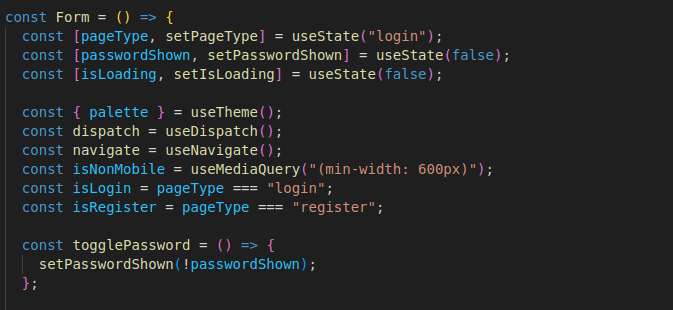 const Form = () => {
  const [pageType, setPageType] = useState("login");
  const [passwordShown, setPasswordShown] = useState(false);
  const [isLoading, setIsLoading] = useState(false);

  const { palette } = useTheme();
  const dispatch = useDispatch();
  const navigate = useNavigate();
  const isNonMobile = useMediaQuery("(min-width: 600px)");
  const isLogin = pageType === "login";
  const isRegister = pageType === "register";

  const togglePassword = () => {
    setPasswordShown(!passwordShown);
  };